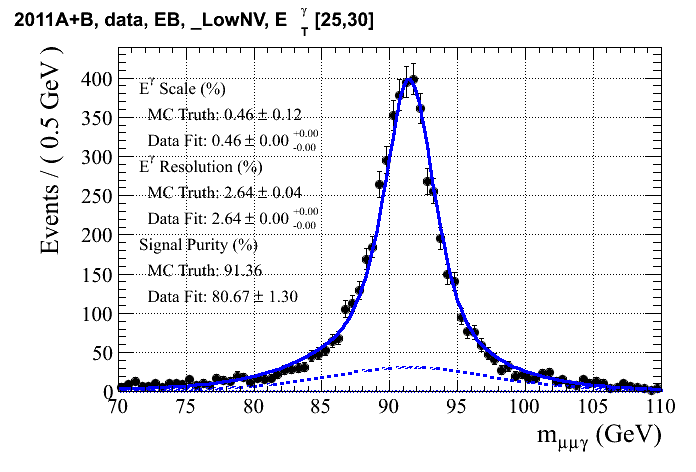 2011A+B, data, EB, _LowNV, E γ T [25,30]
Events / ( 0.5 GeV )
400
350
300
250
200
150
100
50
0
Eγ Scale (%)
MC Truth: 0.46 ± 0.12
Data Fit: 0.46 ± 0.00 +0.00 -0.00
Eγ Resolution (%)
MC Truth: 2.64 ± 0.04
Data Fit: 2.64 ± 0.00 +0.00 -0.00
Signal Purity (%)
MC Truth: 91.36
Data Fit: 80.67 ± 1.30
70 75 80 85 90 95 100 105 110
mμμγ (GeV)